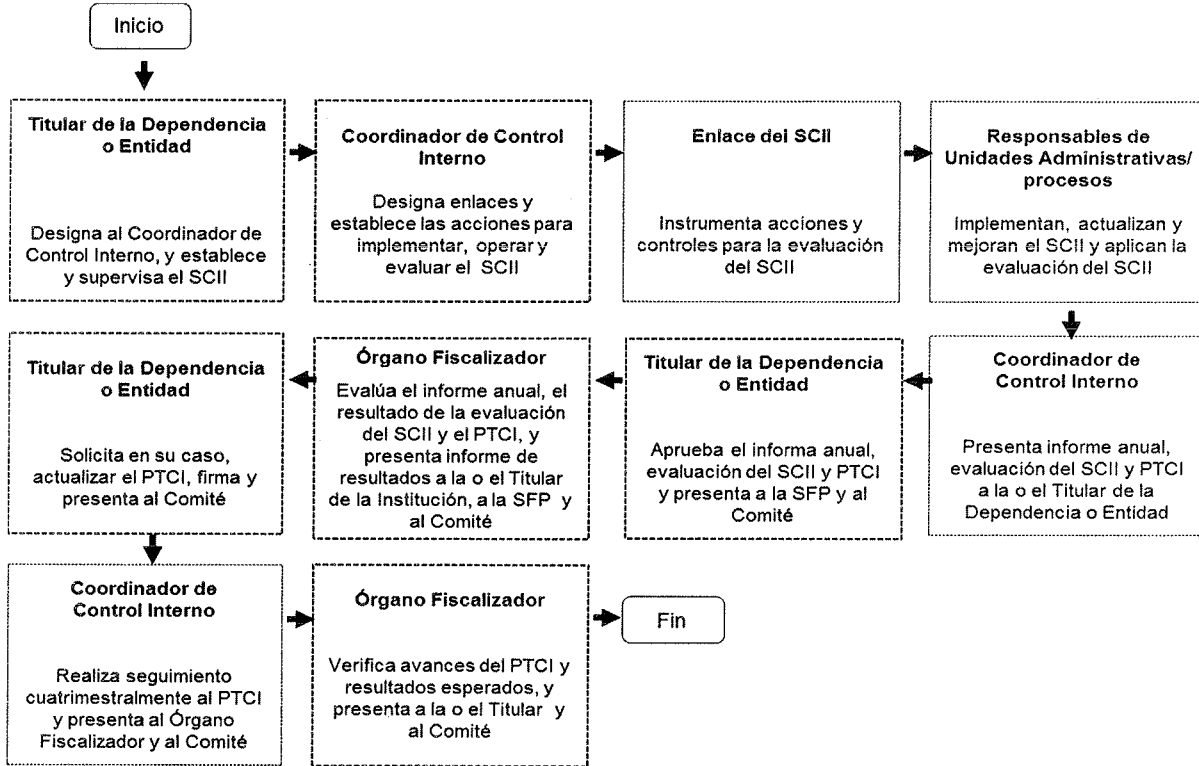 Inicio
Titular de la Dependencia
o Entidad
Designa al Coordinador de
Control Interno, y establece
y supervisa el SCII
Coordinador de Control
Interno
Designa enlaces y
establece las acciones para
implementar, operar y
evaluar el SCII
Enlace del SCII
Instrumenta acciones y
controles para la evaluación
del SCII
Responsables de
Unidades Administrativas/
procesos
Implementan, actualizan y
mejoran el SCII y aplican la
evaluación del SCII
Coordinador de
Control Interno
Presenta informe anual,
evaluación del SCII y PTCI
a la o el Titular de la
Dependencia o Entidad
Titular de la Dependencia
o Entidad
Aprueba el informa anual,
evaluación del SCII y PTCI
y presenta a la SFP y al
Comité
Órgano Fiscalizador
Evalúa el informe anual, el
resultado de la evaluación
del SCII y el PTCI, y
presenta informe de
resultados a la o el Titular
de la Institución, a la SFP y
al Comité
Titular de la Dependencia
o Entidad
Solicita en su caso,
actualizar el PTCI, firma y
presenta al Comité
Coordinador de
Control Interno
Realiza seguimiento
cuatrimestralmente al PTCI
y presenta al Órgano
Fiscalizador y al Comité
Órgano Fiscalizador
Verifica avances del PTCI y
resultados esperados, y
presenta a la o el Titular y
al Comité
Fin